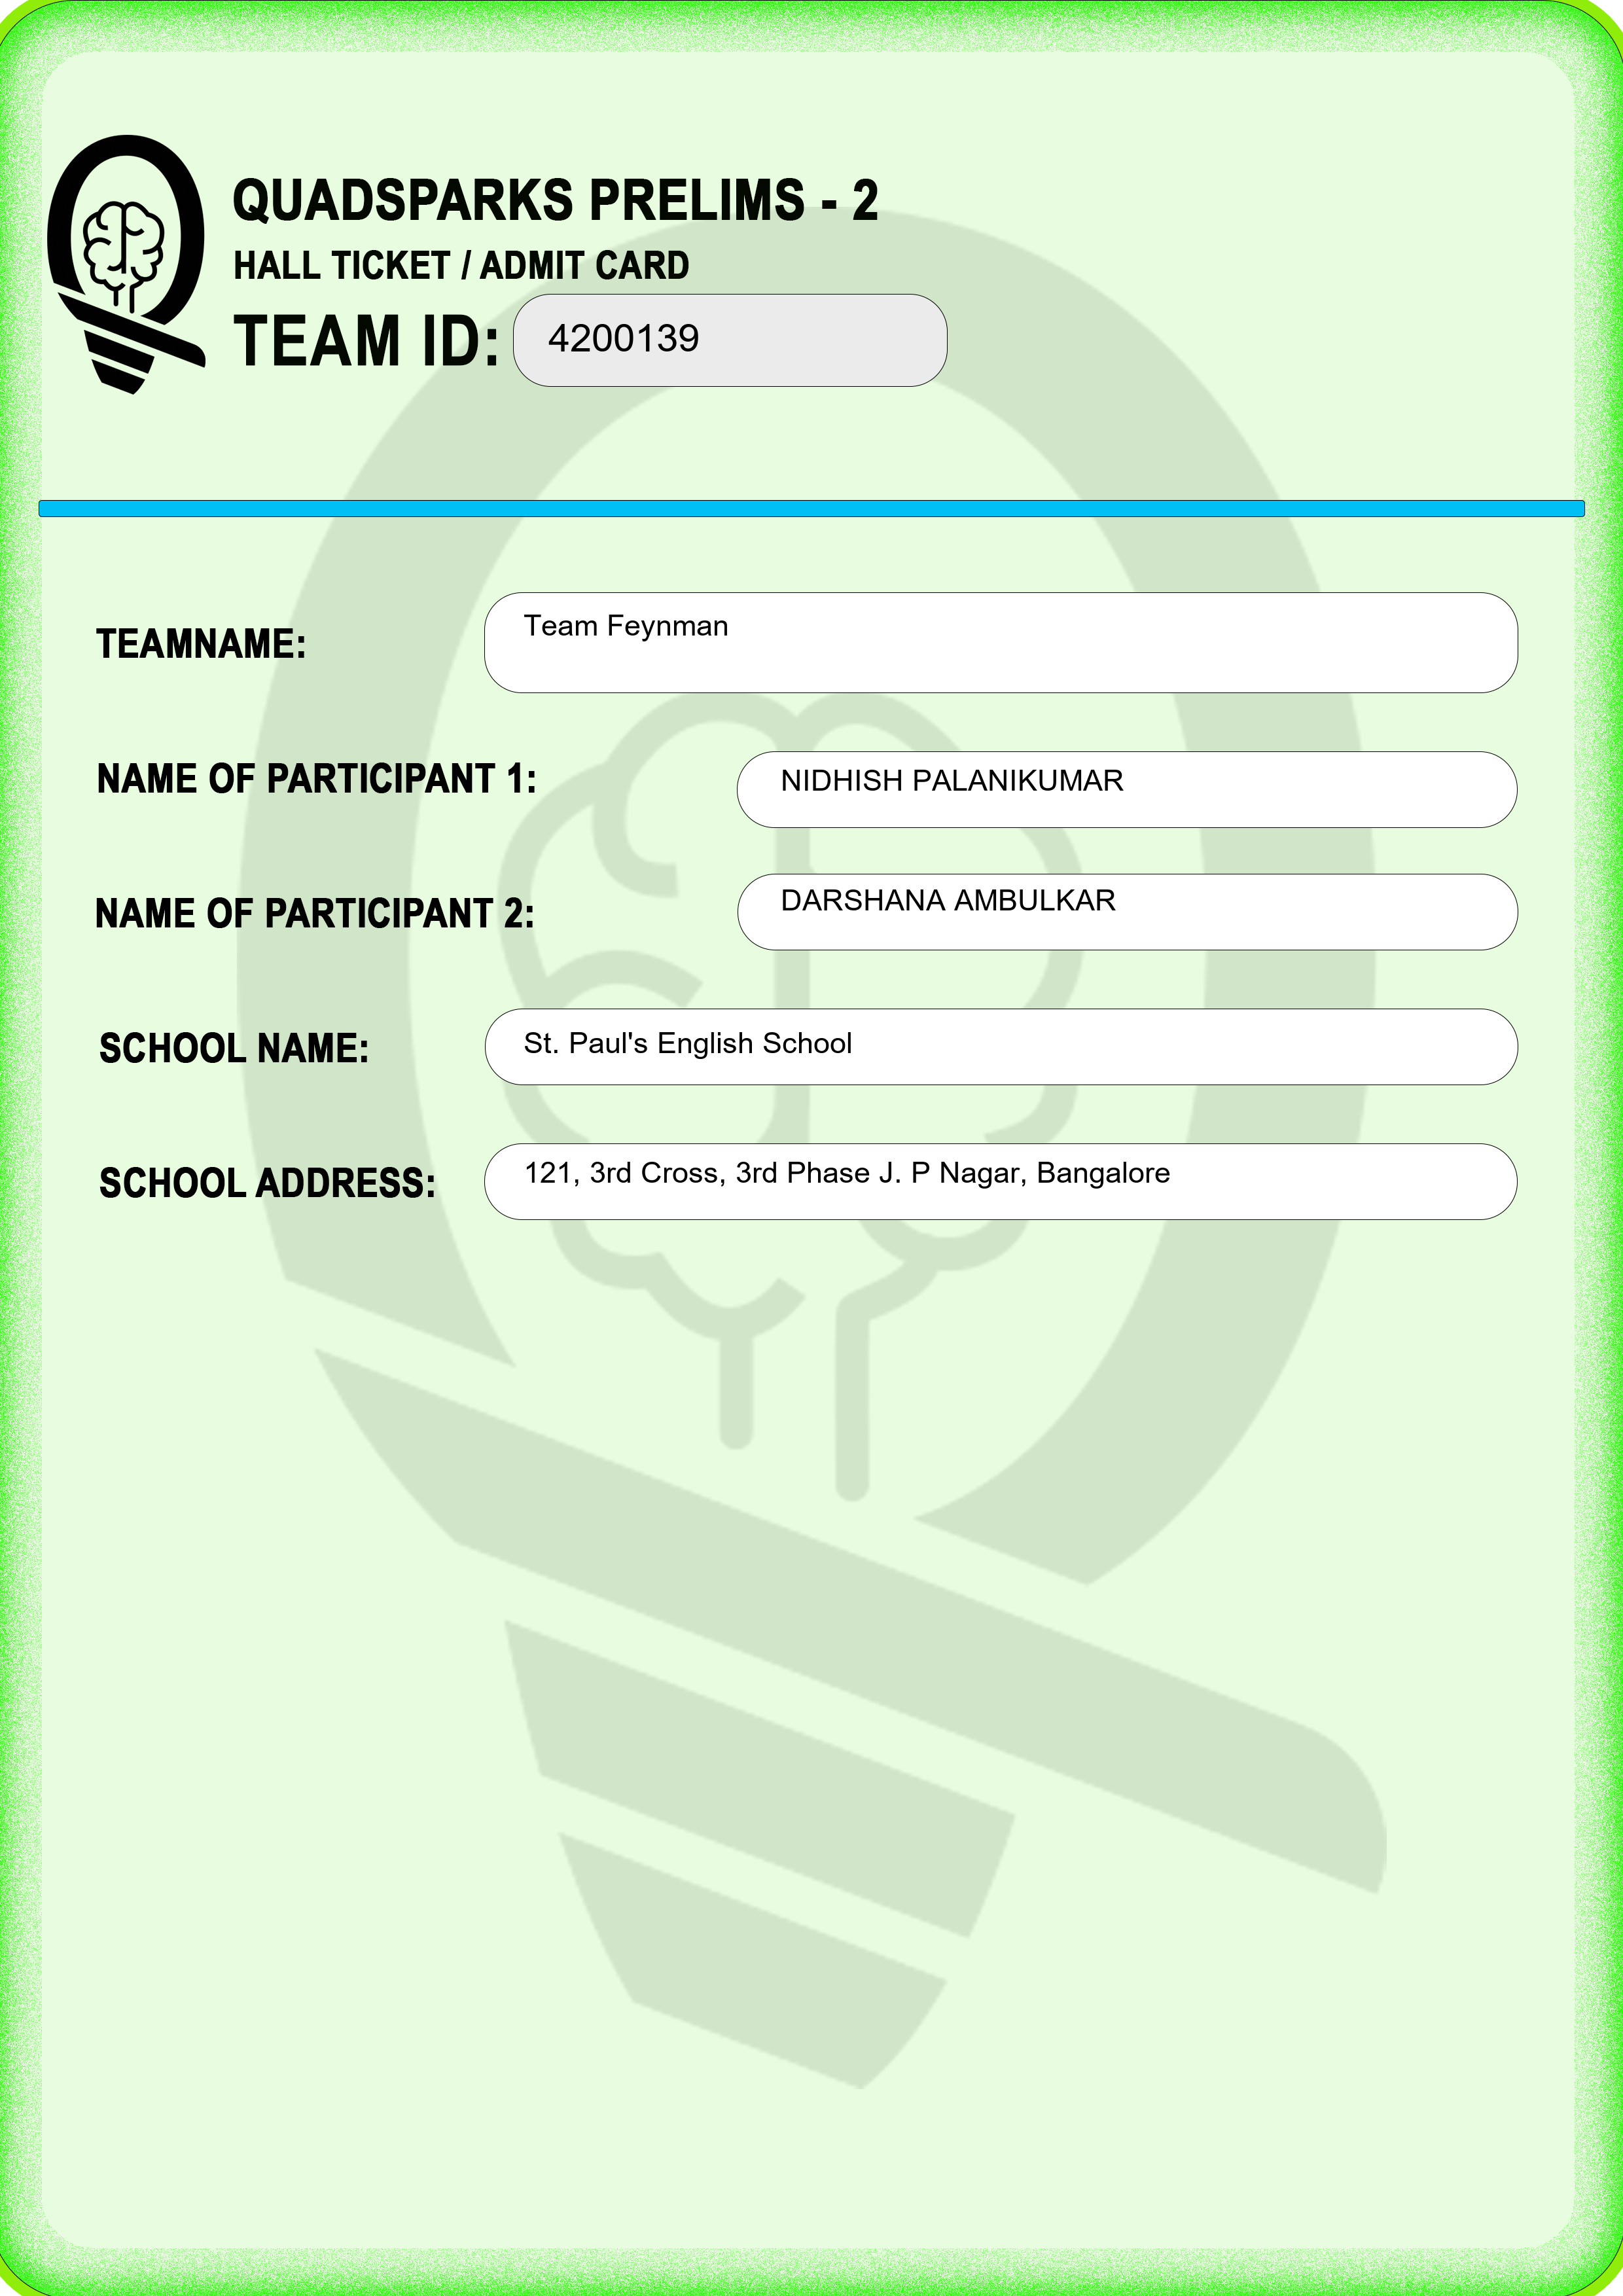 QUADSPARKS PRELIMS - 2
HALL TICKET / ADMIT CARD
TEAM ID: 4200139
TEAMNAME: Team Feynman
NAME OF PARTICIPANT 1: NIDHISH PALANIKUMAR
NAME OF PARTICIPANT 2: DARSHANA AMBULKAR
SCHOOL NAME: St. Paul's English School
SCHOOL ADDRESS: 121, 3rd Cross, 3rd Phase J. P Nagar, Bangalore